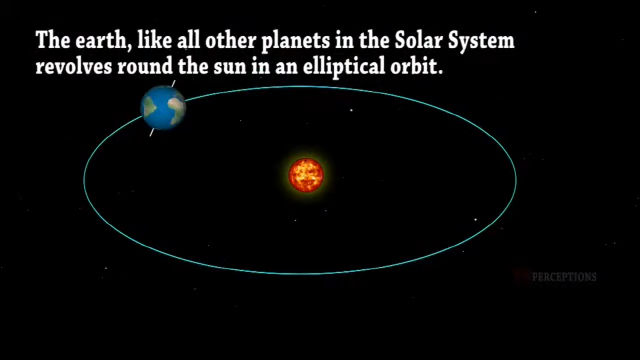 The earth, like all other planets in the Solar System
revolves round the sun in an elliptical orbit.
PERCEPTIONS